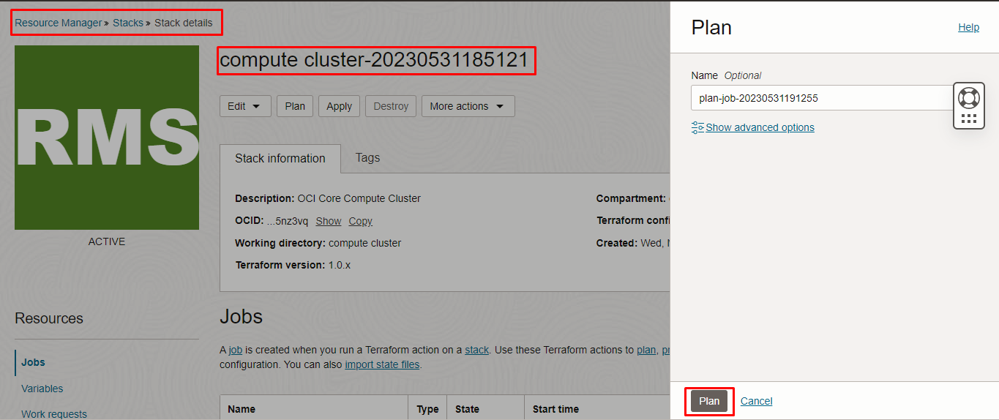 Resource Manager » Stacks » Stack details
RMS
ACTIVE
compute cluster-20230531185121
Edit Plan Apply Destroy More actions
Stack information Tags
Description: OCI Core Compute Cluster
OCID: ...5nz3vq Show Copy
Working directory: compute cluster
Terraform version: 1.0.x
Compartment:
Terraform confi
Created: Wed, N
Resources
Jobs
Variables
Work requests
Jobs
A job is created when you run a Terraform action on a stack. Use these Terraform actions to plan, pr
configuration. You can also import state files.
Name Type State Start time
Plan
Help
Name Optional
plan-job-20230531191255
Show advanced options
Plan Cancel